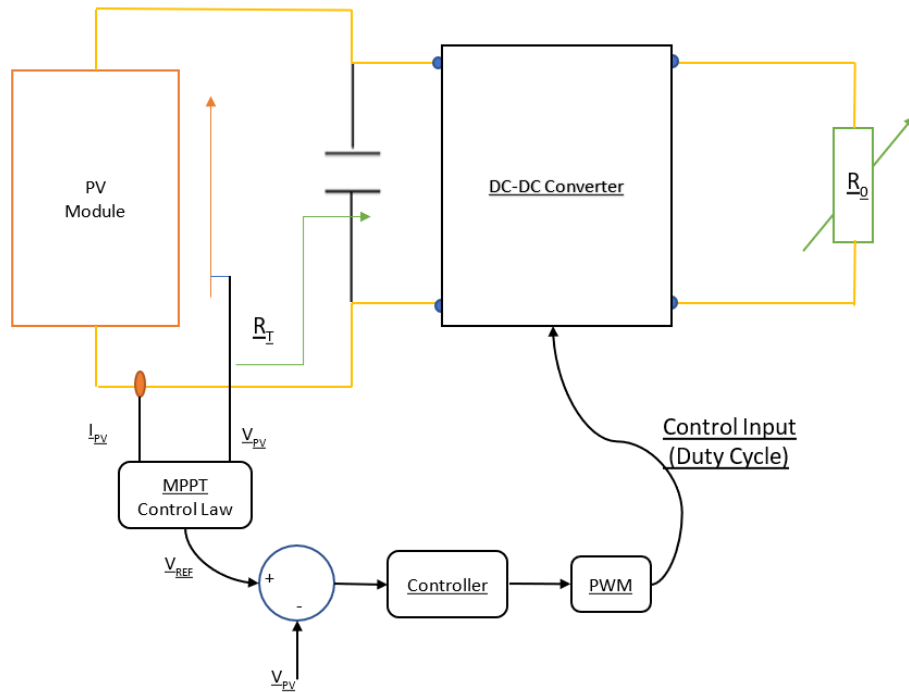 PV
Module
DC-DC Converter
R0
RT
IPV
VPV
MPPT
Control Law
Control Input
(Duty Cycle)
VREF
+
-
Controller
PWM
VPV